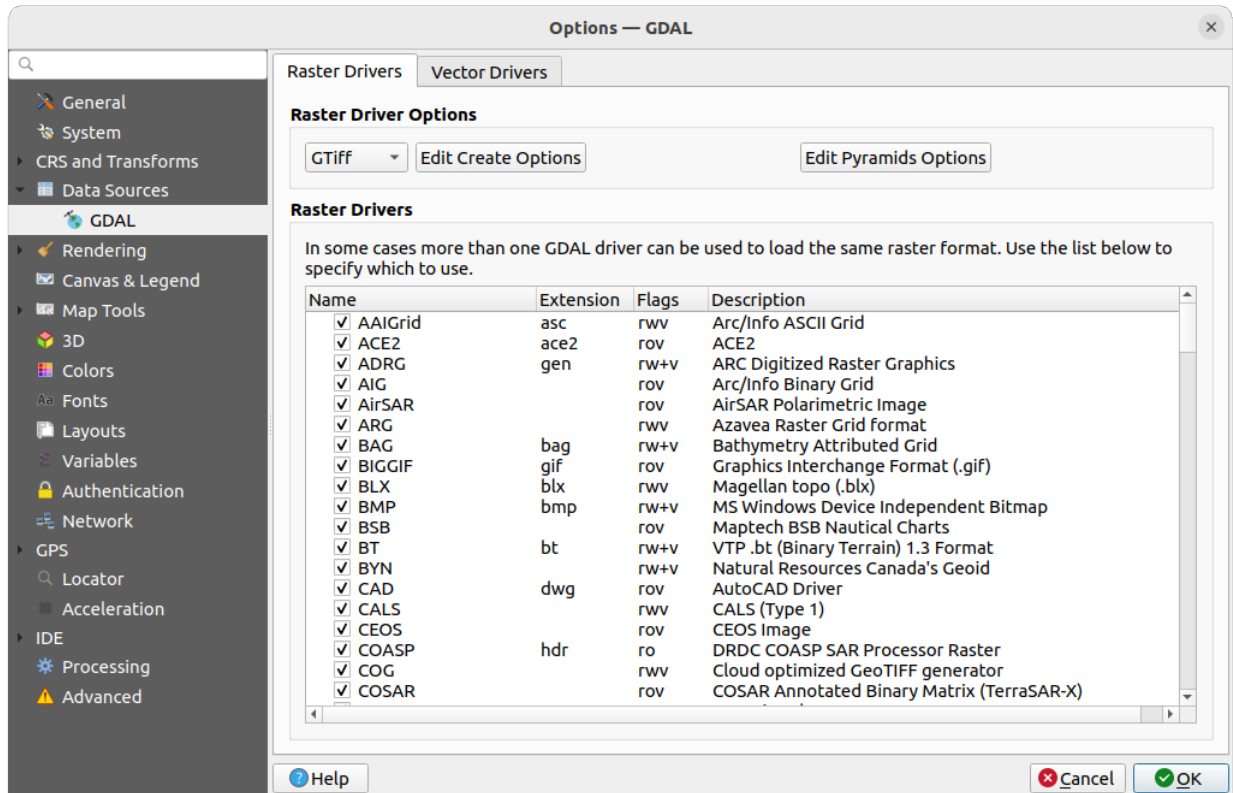 Options — GDAL
General
System
CRS and Transforms
Data Sources
GDAL
Rendering
Canvas & Legend
Map Tools
3D
Colors
Aa Fonts
Layouts
Variables
Authentication
Network
GPS
Locator
Acceleration
IDE
Processing
Advanced
Raster Drivers Vector Drivers
Raster Driver Options
GTiff Edit Create Options Edit Pyramids Options
Raster Drivers
In some cases more than one GDAL driver can be used to load the same raster format. Use the list below to
specify which to use.
Name Extension Flags Description
AAIGrid asc rwv Arc/Info ASCII Grid
ACE2 ace2 rov ACE2
ADRG gen rw+v ARC Digitized Raster Graphics
AIG rov Arc/Info Binary Grid
AirSAR rov AirSAR Polarimetric Image
ARG rwv Azavea Raster Grid format
BAG bag rw+v Bathymetry Attributed Grid
BIGGIF gif rov Graphics Interchange Format (.gif)
BLX blx rwv Magellan topo (.blx)
BMP bmp rw+v MS Windows Device Independent Bitmap
BSB rov Maptech BSB Nautical Charts
BT bt rw+v VTP .bt (Binary Terrain) 1.3 Format
BYN rw+v Natural Resources Canada's Geoid
CAD dwg rov AutoCAD Driver
CALS rwv CALS (Type 1)
CEOS rov CEOS Image
COASP hdr ro DRDC COASP SAR Processor Raster
COG rwv Cloud optimized GeoTIFF generator
COSAR rov COSAR Annotated Binary Matrix (TerraSAR-X)
Help Cancel OK